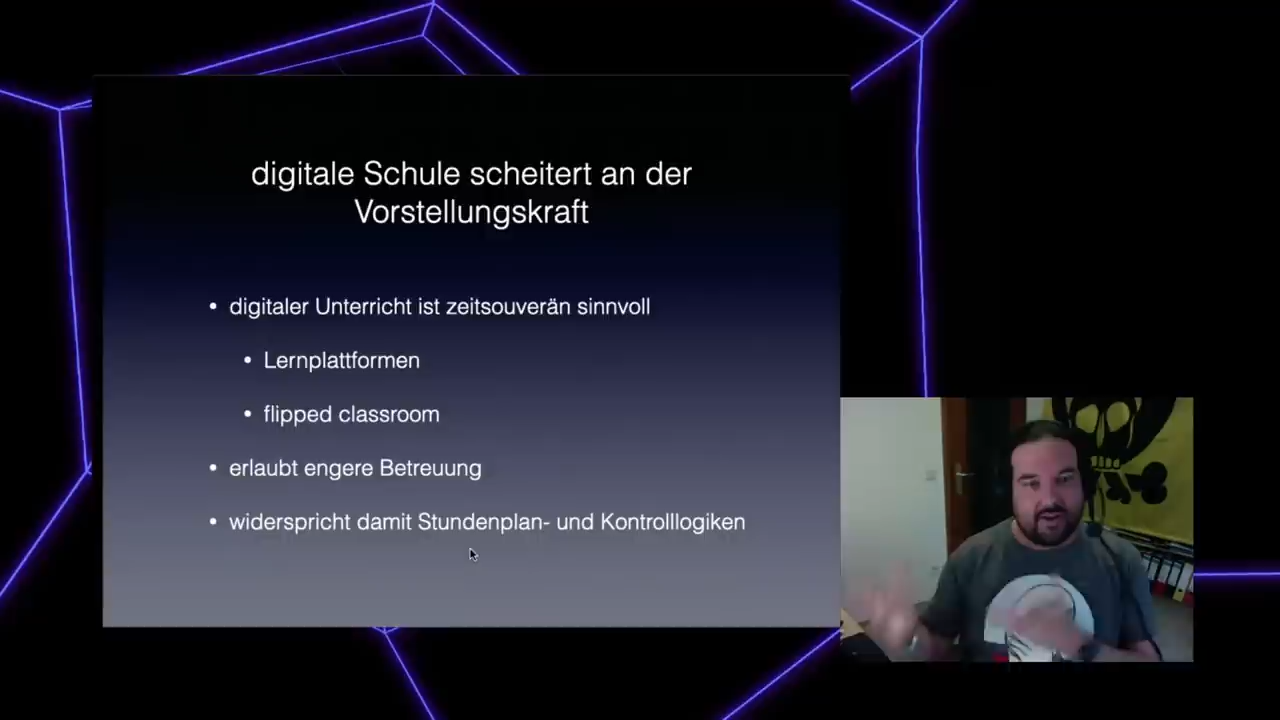 digitale Schule scheitert an der
Vorstellungskraft
• digitaler Unterricht ist zeitsouverän sinnvoll
• Lernplattformen
• flipped classroom
• erlaubt engere Betreuung
• widerspricht damit Stundenplan- und Kontrolllogiken